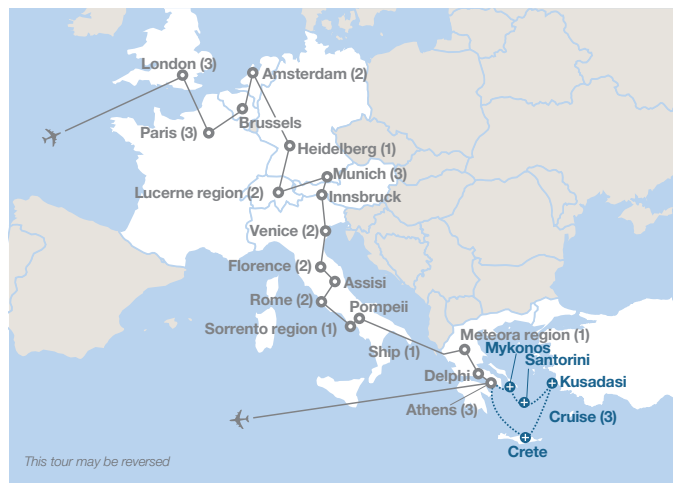 London (3)
Amsterdam (2)
Brussels
Paris (3)
Heidelberg (1)
Munich (3)
Lucerne region (2)
Innsbruck
Venice (2)
Florence (2)
Assisi
Rome (2)
Pompeii
Sorrento region (1)
Meteora region (1)
Ship (1)
Mykonos
Santorini
Delphi
Kusadasi
Athens (3)
Cruise (3)
Crete
This tour may be reversed